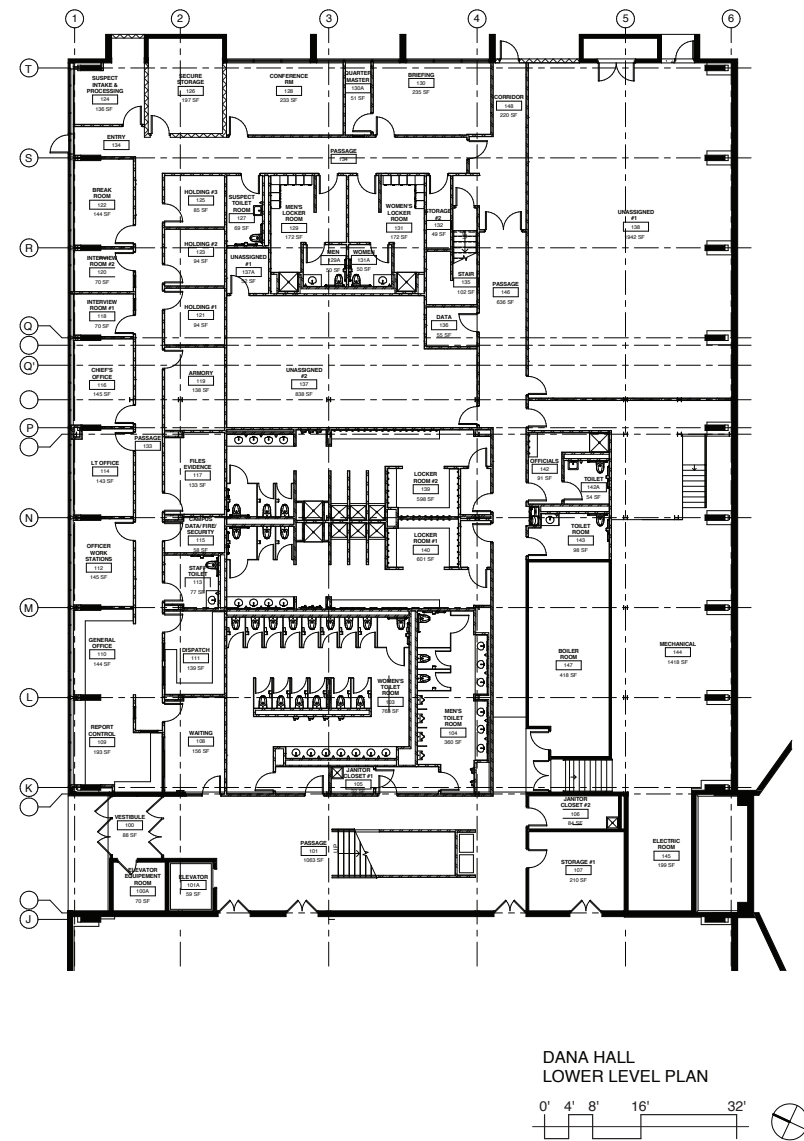 1 2 3 4 5 6
T
SUSPECT
INTAKE &
PROCESSING
124
136 SF
SECURE
STORAGE
126
197 SF
CONFERENCE
RM
128
233 SF
QUARTER
MASTER
130A
51 SF
BRIEFING
130
235 SF
CORRIDOR
148
220 SF
ENTRY
134
S
PASSAGE
134
BREAK
ROOM
122
144 SF
HOLDING #3
125
85 SF
SUSPECT
TOILET
ROOM
127
69 SF
MEN'S
LOCKER
ROOM
129
172 SF
WOMEN'S
LOCKER
ROOM
131
172 SF
STORAGE
#2
132
49 SF
UNASSIGNED
#1
138
R
INTERVIEW
ROOM #2
120
70 SF
HOLDING #2
123
94 SF
UNASSIGNED
#1
137A
MEN
129A
50 SF
WOMEN
131A
50 SF
STAIR
135
102 SF
PASSAGE
146
636 SF
INTERVIEW
ROOM #1
118
70 SF
HOLDING #1
121
94 SF
DATA
136
55 SF
Q
Q'
CHIEF'S
OFFICE
116
145 SF
ARMORY
119
138 SF
UNASSIGNED
#2
137
838 SF
P
PASSAGE
133
LT OFFICE
114
143 SF
FILES
EVIDENCE
117
133 SF
LOCKER
ROOM #2
139
598 SF
OFFICIALS
142
91 SF
TOILET
142A
54 SF
N
OFFICER
WORK
STATIONS
112
145 SF
CAMPUS
DATA/FIRE/
SECURITY
115
58 SF
STAFF
TOILET
113
77 SF
LOCKER
ROOM #1
140
601 SF
TOILET
ROOM
143
98 SF
M
GENERAL
OFFICE
110
144 SF
DISPATCH
111
139 SF
WOMEN'S
TOILET
ROOM
103
BOILER
ROOM
147
418 SF
MECHANICAL
144
1418 SF
L
REPORT
CONTROL
109
193 SF
WAITING
108
156 SF
MEN'S
TOILET
ROOM
104
360 SF
K
JANITOR
CLOSET #1
105
JANITOR
CLOSET #2
106
84 SF
VESTIBULE
100
88 SF
PASSAGE
101
1063 SF
UP
ELECTRIC
ROOM
145
199 SF
ELEVATOR
EQUIPEMENT
ROOM
100A
70 SF
ELEVATOR
101A
59 SF
STORAGE #1
107
210 SF
J
DANA HALL
LOWER LEVEL PLAN
0' 4' 8' 16' 32'